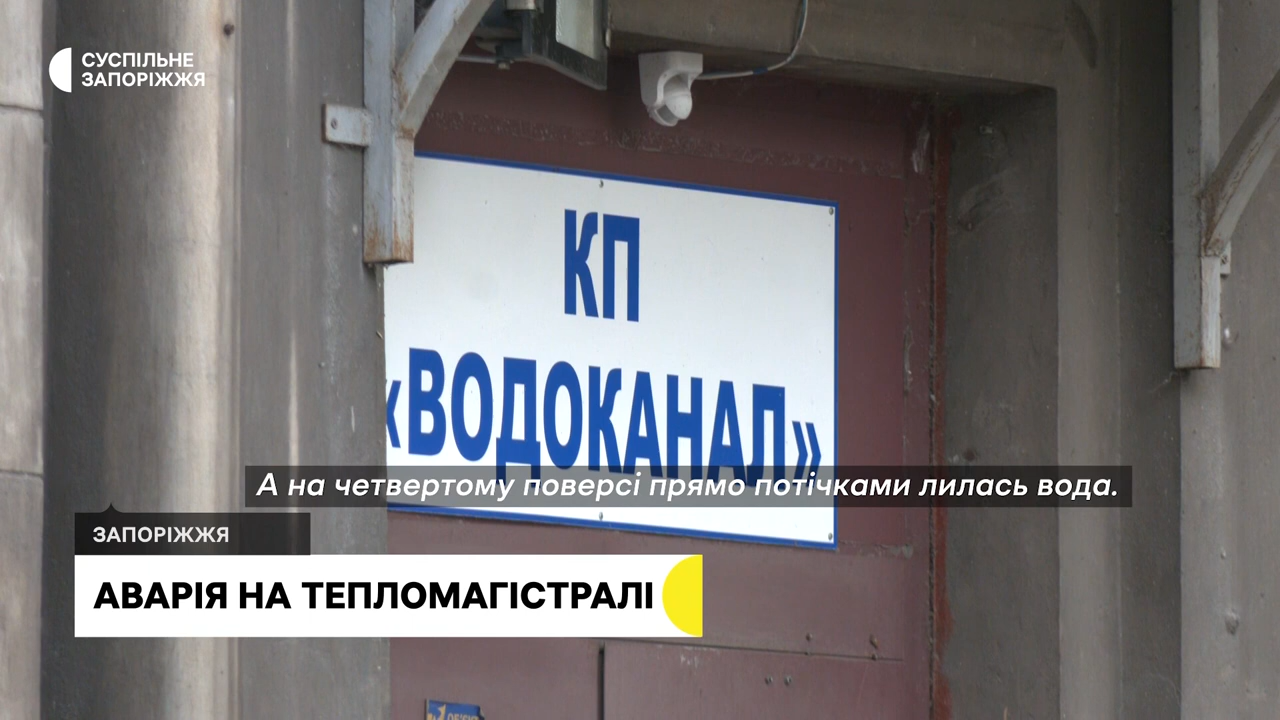 СУСПІЛЬНЕ
ЗАПОРІЖЖЯ
КП
«ВОДОКАНАЛ»
А на четвертому поверсі прямо потічками лилась вода.
ЗАПОРІЖЖЯ
АВАРІЯ НА ТЕПЛОМАГІСТРАЛІ